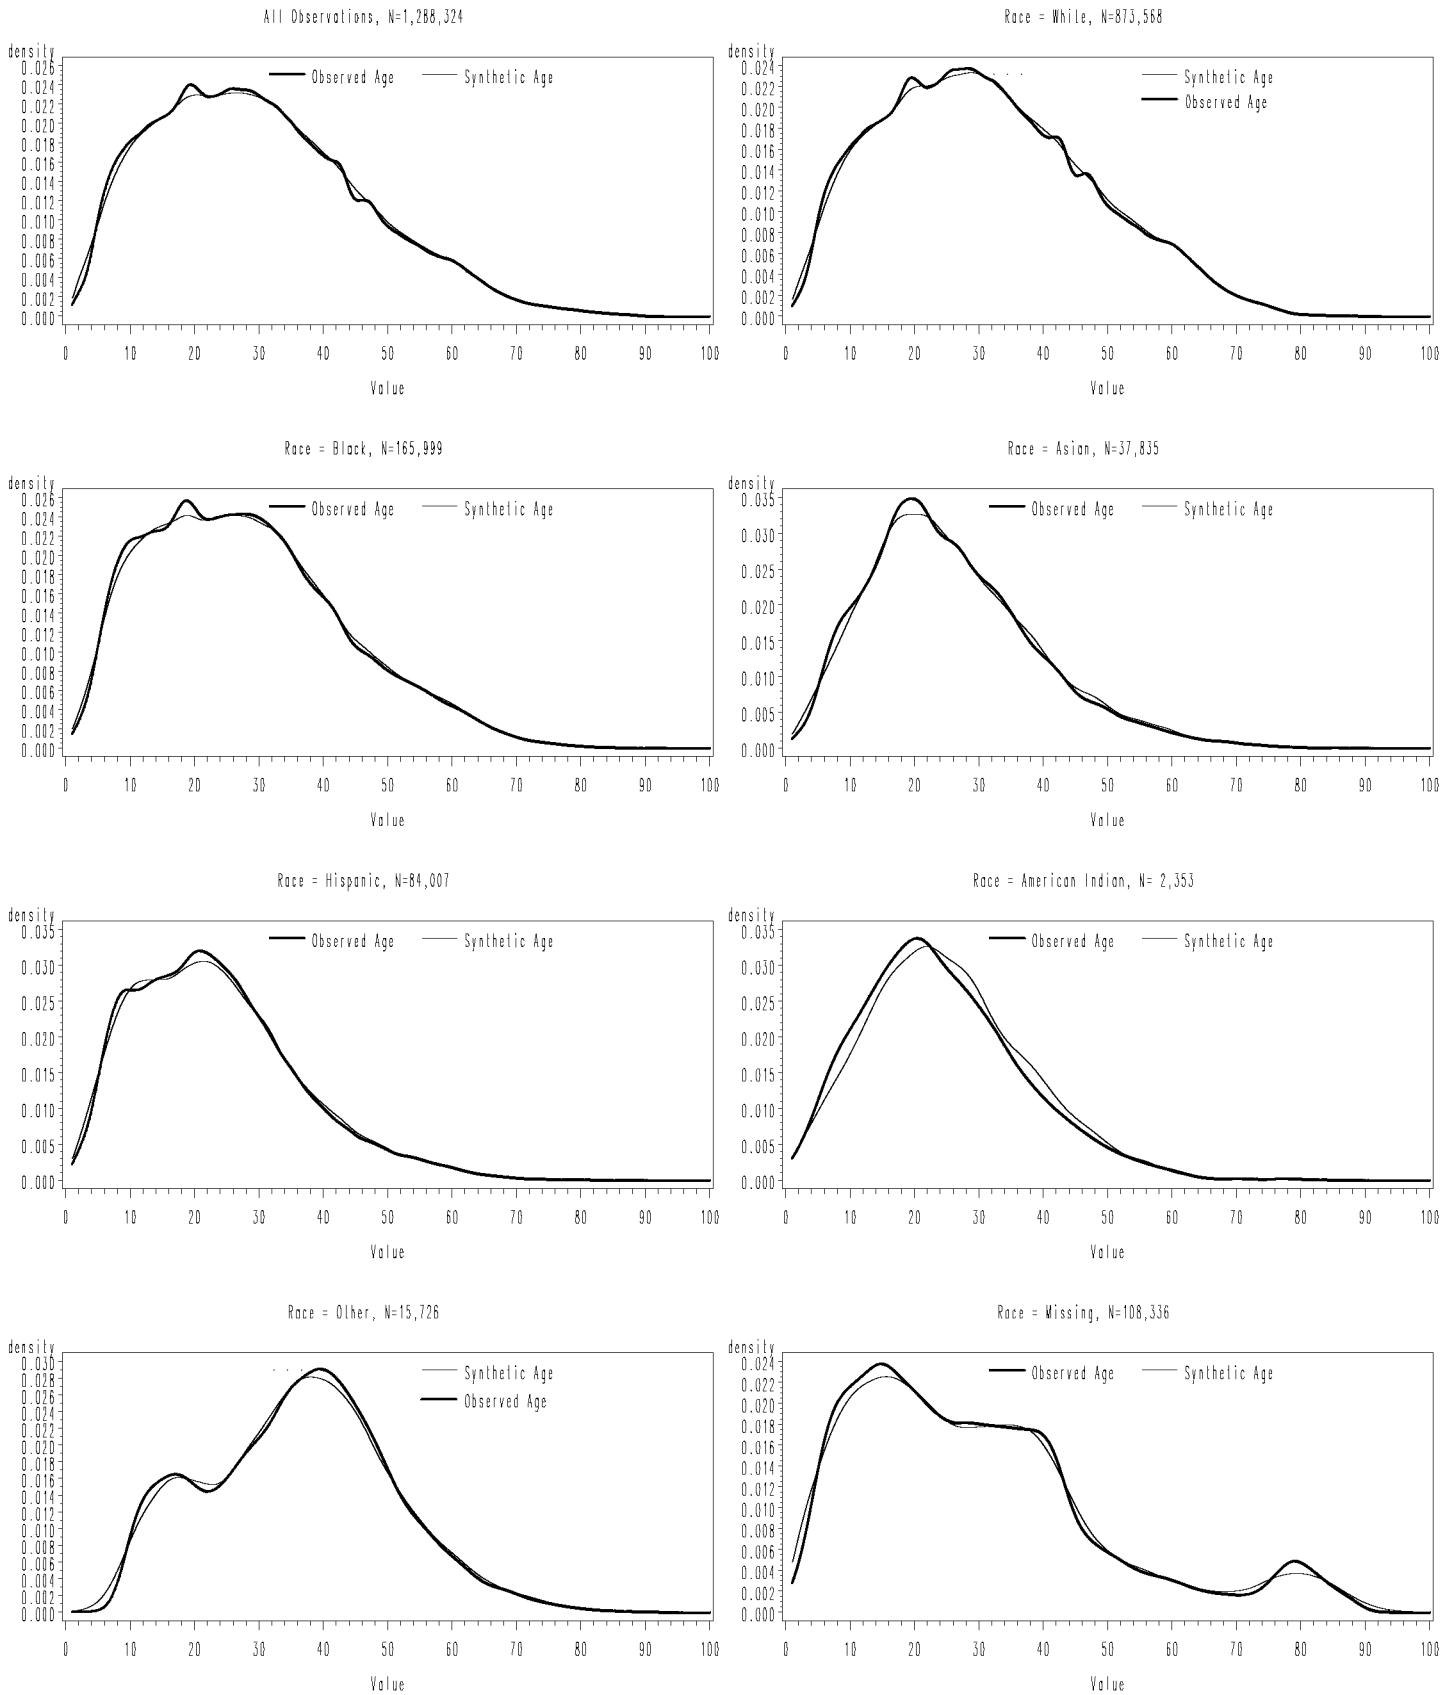 All Observations, N=1,288,324
density
Observed Age Synthetic Age
0.026
0.024
0.022
0.020
0.018
0.016
0.014
0.012
0.010
0.008
0.006
0.004
0.002
0.000
0 10 20 30 40 50 60 70 80 90 100
Value
Race = White, N=873,568
density
Synthetic Age
Observed Age
0.024
0.022
0.020
0.018
0.016
0.014
0.012
0.010
0.008
0.006
0.004
0.002
0.000
0 10 20 30 40 50 60 70 80 90 100
Value
Race = Black, N=165,999
density
Observed Age Synthetic Age
0.026
0.024
0.022
0.020
0.018
0.016
0.014
0.012
0.010
0.008
0.006
0.004
0.002
0.000
0 10 20 30 40 50 60 70 80 90 100
Value
Race = Asian, N=37,835
density
Observed Age Synthetic Age
0.035
0.030
0.025
0.020
0.015
0.010
0.005
0.000
0 10 20 30 40 50 60 70 80 90 100
Value
Race = Hispanic, N=84,007
density
Observed Age Synthetic Age
0.035
0.030
0.025
0.020
0.015
0.010
0.005
0.000
0 10 20 30 40 50 60 70 80 90 100
Value
Race = American Indian, N= 2,353
density
Observed Age Synthetic Age
0.035
0.030
0.025
0.020
0.015
0.010
0.005
0.000
0 10 20 30 40 50 60 70 80 90 100
Value
Race = Other, N=15,726
density
Synthetic Age
Observed Age
0.030
0.028
0.026
0.024
0.022
0.020
0.018
0.016
0.014
0.012
0.010
0.008
0.006
0.004
0.002
0.000
0 10 20 30 40 50 60 70 80 90 100
Value
Race = Missing, N=108,336
density
Observed Age Synthetic Age
0.024
0.022
0.020
0.018
0.016
0.014
0.012
0.010
0.008
0.006
0.004
0.002
0.000
0 10 20 30 40 50 60 70 80 90 100
Value